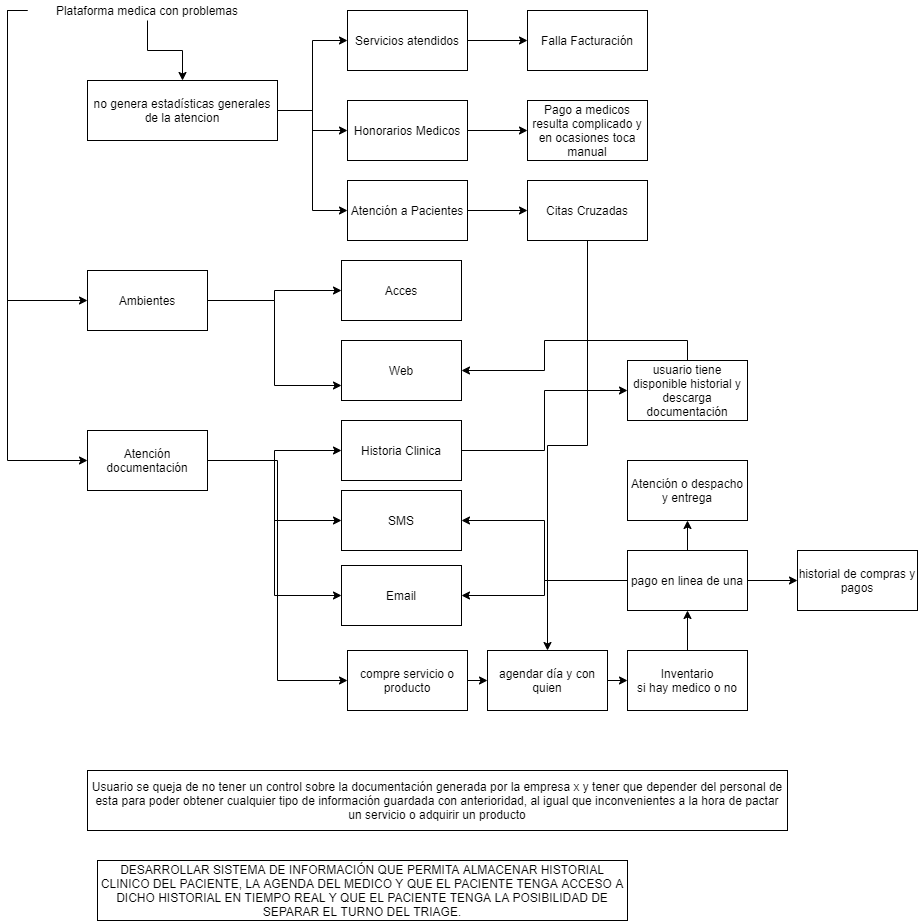 Plataforma medica con problemas
no genera estadísticas generales
de la atencion
Servicios atendidos
Falla Facturación
Honorarios Medicos
Pago a medicos
resulta complicado y
en ocasiones toca
manual
Atención a Pacientes
Citas Cruzadas
Ambientes
Acces
Web
usuario tiene
disponible historial y
descarga
documentación
Atención
documentación
Historia Clinica
SMS
Email
Atención o despacho
y entrega
pago en linea de una
historial de compras y
pagos
compre servicio o
producto
agendar día y con
quien
Inventario
si hay medico o no
Usuario se queja de no tener un control sobre la documentación generada por la empresa x y tener que depender del personal de
esta para poder obtener cualquier tipo de información guardada con anterioridad, al igual que inconvenientes a la hora de pactar
un servicio o adquirir un producto
DESARROLLAR SISTEMA DE INFORMACIÓN QUE PERMITA ALMACENAR HISTORIAL
CLINICO DEL PACIENTE, LA AGENDA DEL MEDICO Y QUE EL PACIENTE TENGA ACCESO A
DICHO HISTORIAL EN TIEMPO REAL Y QUE EL PACIENTE TENGA LA POSIBILIDAD DE
SEPARAR EL TURNO DEL TRIAGE.